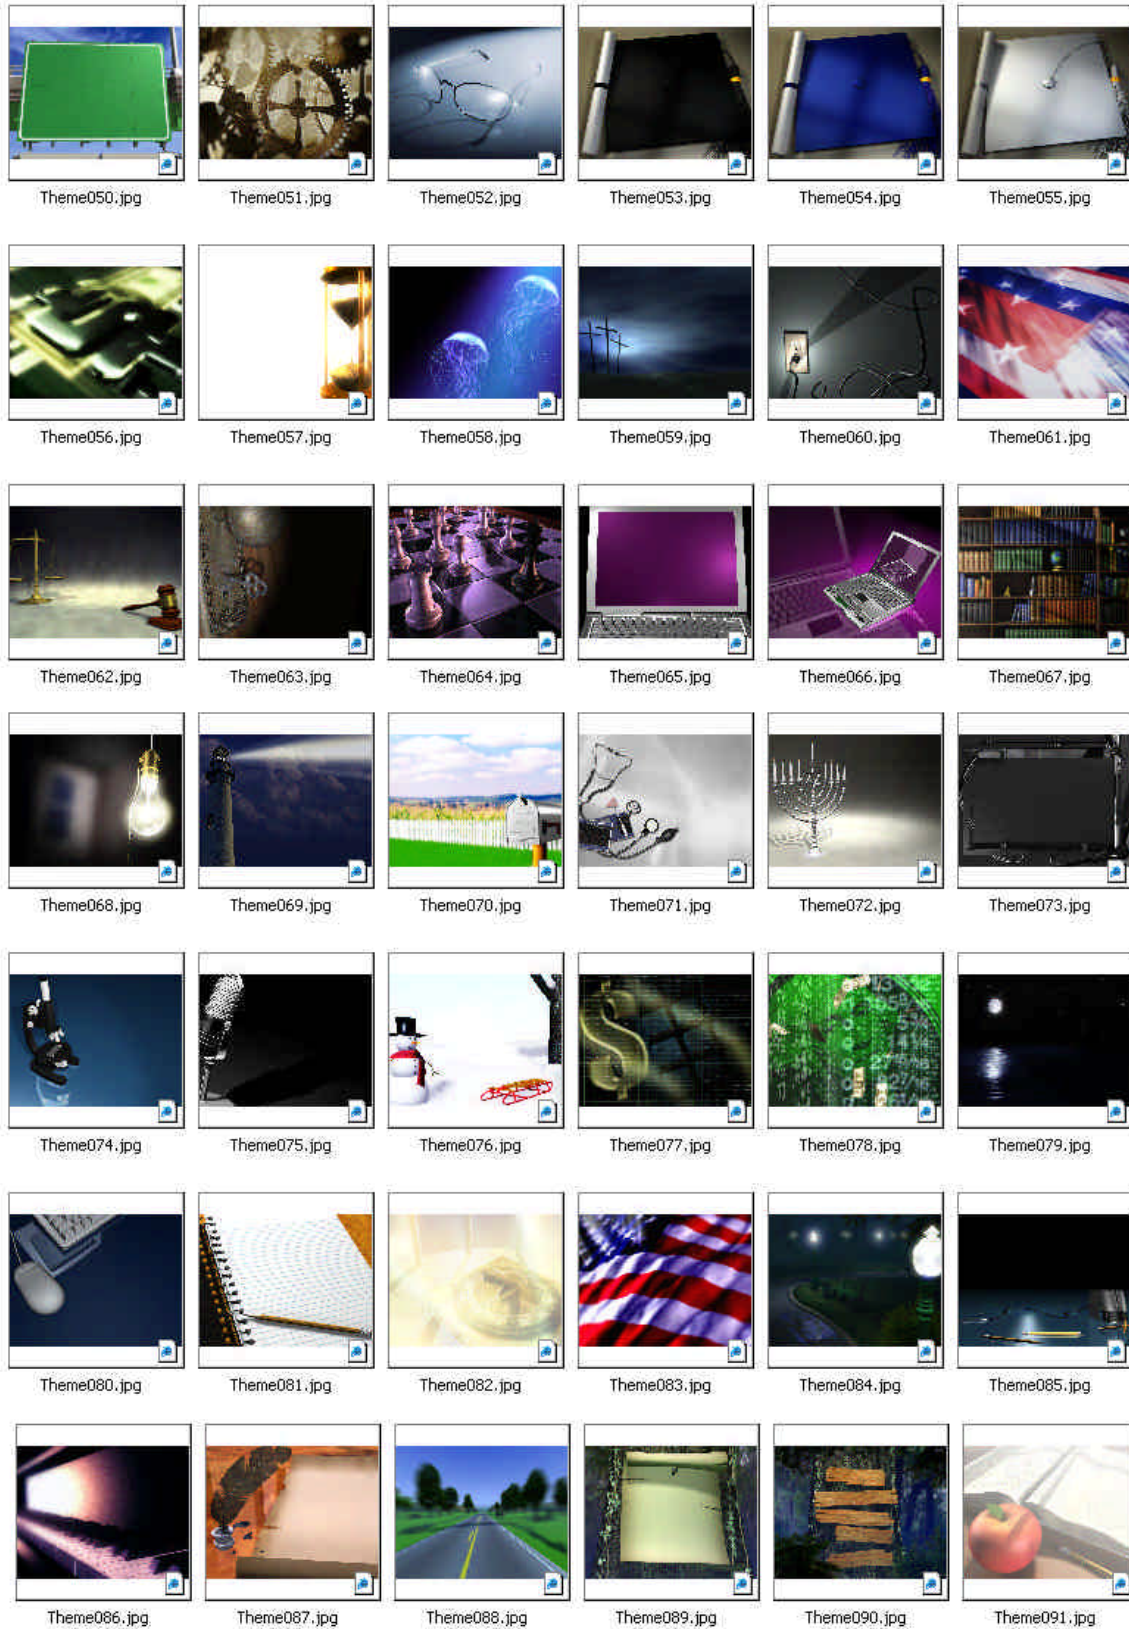 Theme050.jpg Theme051.jpg Theme052.jpg Theme053.jpg Theme054.jpg Theme055.jpg
Theme056.jpg Theme057.jpg Theme058.jpg Theme059.jpg Theme060.jpg Theme061.jpg
Theme062.jpg Theme063.jpg Theme064.jpg Theme065.jpg Theme066.jpg Theme067.jpg
Theme068.jpg Theme069.jpg Theme070.jpg Theme071.jpg Theme072.jpg Theme073.jpg
Theme074.jpg Theme075.jpg Theme076.jpg Theme077.jpg Theme078.jpg Theme079.jpg
Theme080.jpg Theme081.jpg Theme082.jpg Theme083.jpg Theme084.jpg Theme085.jpg
Theme086.jpg Theme087.jpg Theme088.jpg Theme089.jpg Theme090.jpg Theme091.jpg